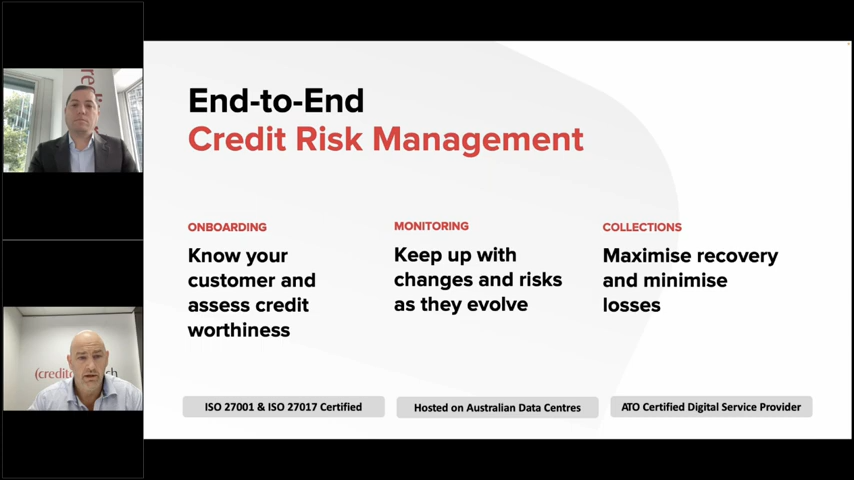 End-to-End
Credit Risk Management
ONBOARDING
Know your
customer and
assess credit
worthiness
MONITORING
Keep up with
changes and risks
as they evolve
COLLECTIONS
Maximise recovery
and minimise
losses
ISO 27001 & ISO 27017 Certified
Hosted on Australian Data Centres
ATO Certified Digital Service Provider